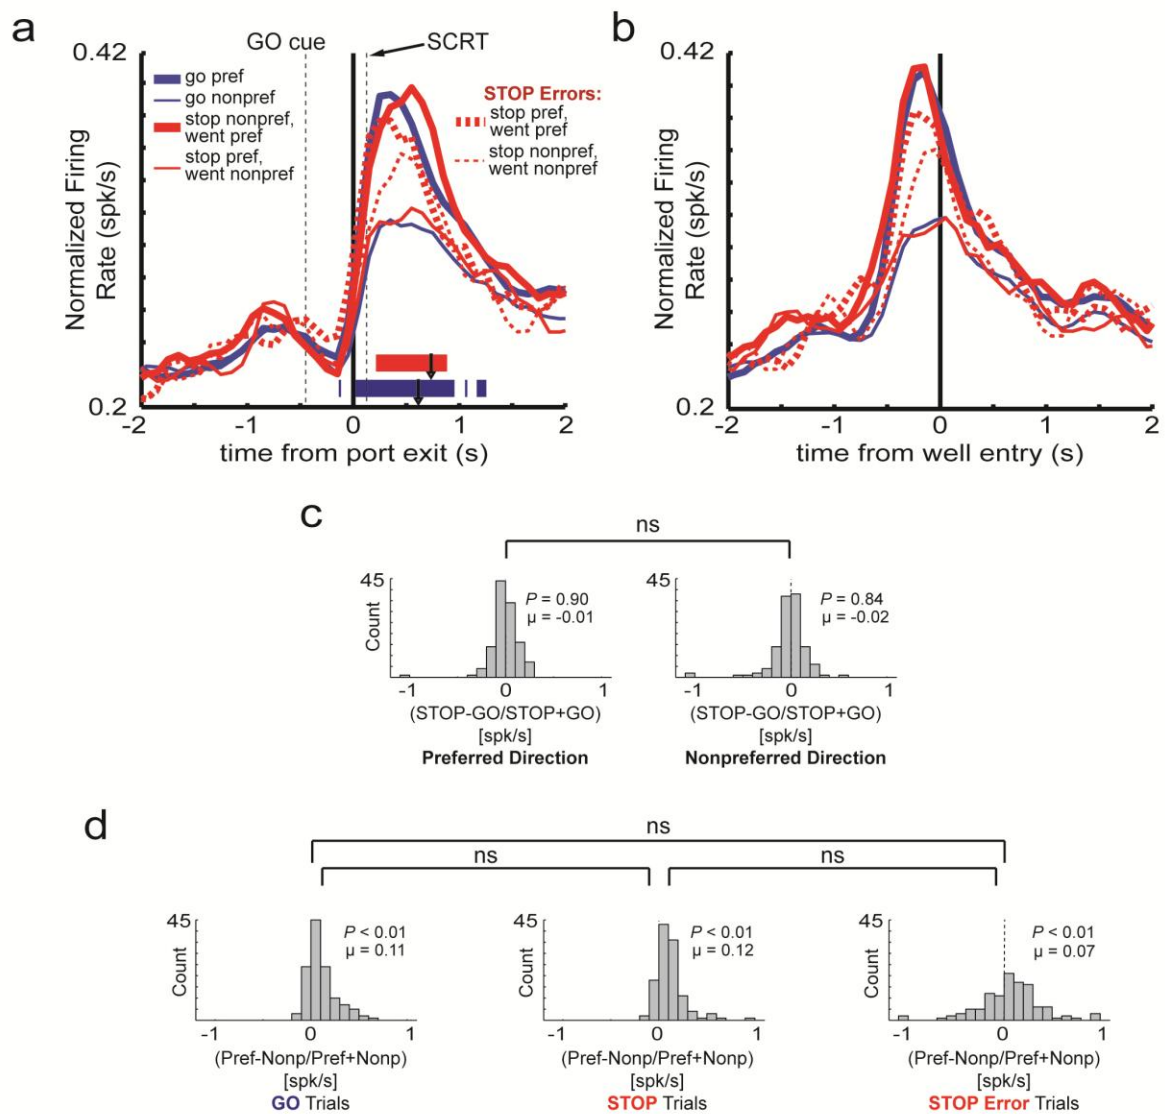 a
GO cue
SCRT
0.42
go pref
go nonpref
stop nonpref,
went pref
stop pref,
went nonpref
STOP Errors:
stop pref,
went pref
stop nonpref,
went nonpref
Normalized Firing
Rate (spk/s)
0.2
-2
-1
0
1
2
time from port exit (s)
b
0.42
Normalized Firing
Rate (spk/s)
0.2
-2
-1
0
1
2
time from well entry (s)
c
ns
45
Count
P = 0.90
µ = -0.01
-1
0
1
(STOP-GO/STOP+GO)
[spk/s]
Preferred Direction
45
P = 0.84
µ = -0.02
-1
0
1
(STOP-GO/STOP+GO)
[spk/s]
Nonpreferred Direction
d
ns
ns
ns
45
Count
P < 0.01
µ = 0.11
-1
0
1
(Pref-Nonp/Pref+Nonp)
[spk/s]
GO Trials
45
Count
P < 0.01
µ = 0.12
-1
0
1
(Pref-Nonp/Pref+Nonp)
[spk/s]
STOP Trials
45
Count
P < 0.01
µ = 0.07
-1
0
1
(Pref-Nonp/Pref+Nonp)
[spk/s]
STOP Error Trials